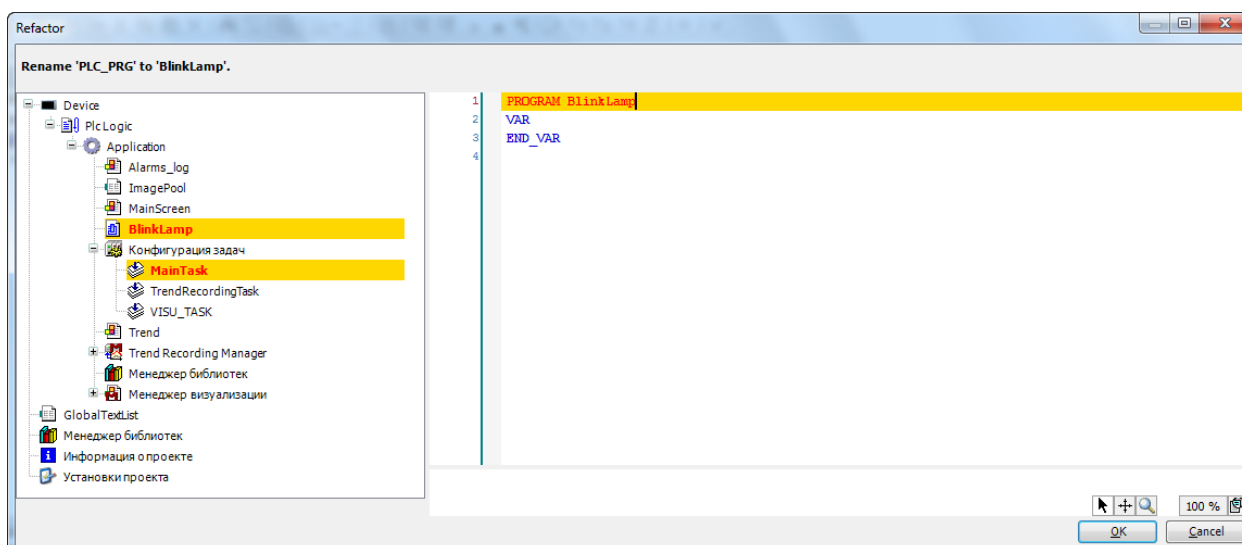 Refactor
Rename 'PLC_PRG' to 'BlinkLamp'.
Device
Plc Logic
Application
Alarms_log
ImagePool
MainScreen
BlinkLamp
Конфигурация задач
MainTask
TrendRecordingTask
VISU_TASK
Trend
Trend Recording Manager
Менеджер библиотек
Менеджер визуализации
GlobalTextList
Менеджер библиотек
Информация о проекте
Установки проекта
1 PROGRAM BlinkLamp
2 VAR
3 END_VAR
4
100 %
OK Cancel